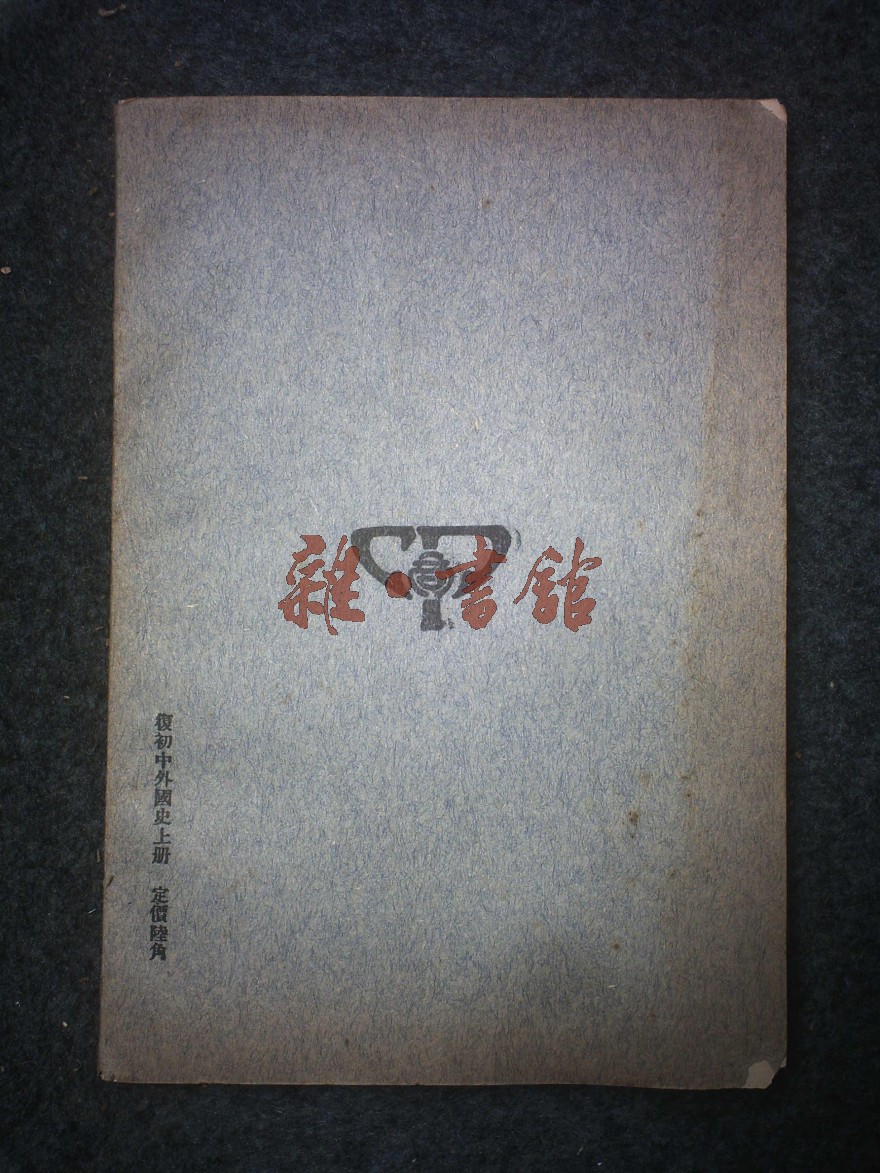 雜·書館
復初中外國史上册 定價陸角